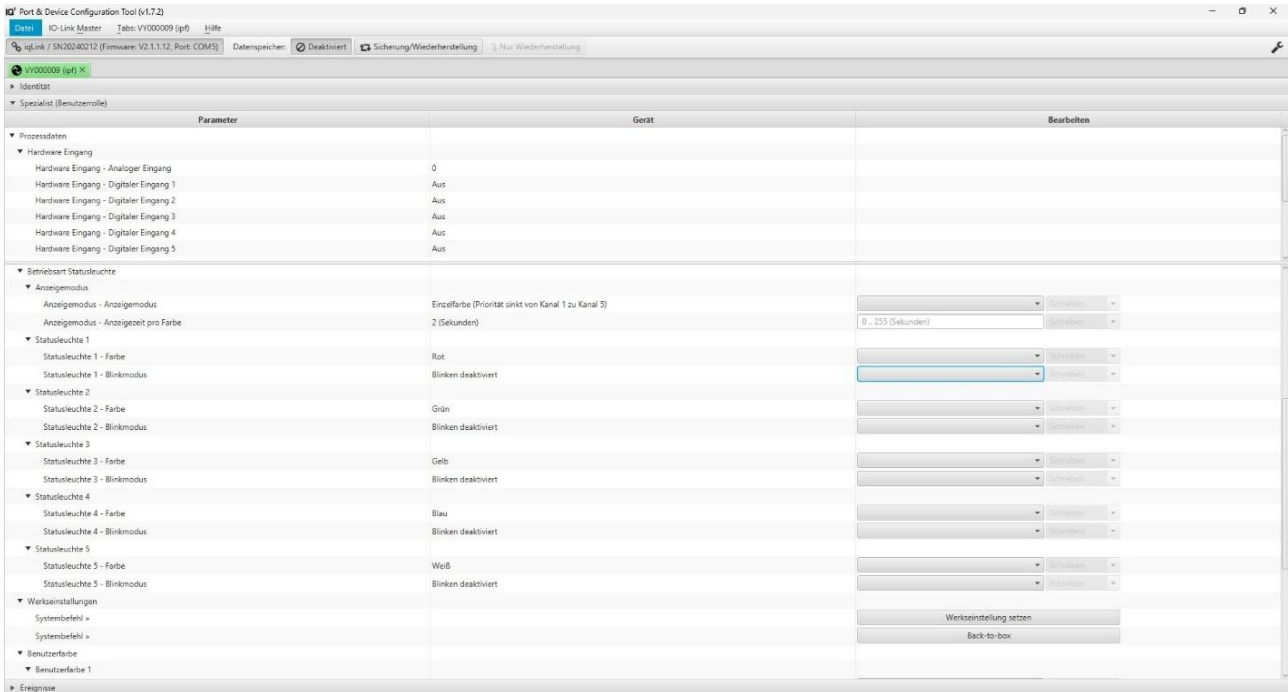 iQ² Port & Device Configuration Tool (v1.7.2)
Datei IO-Link Master Tabs: VY000009 (ipf) Hilfe
iqLink / SN20240212 (Firmware: V2.1.1.12, Port: COM5) Datenspeicher: Deaktiviert Sicherung/Wiederherstellung Nur Wiederherstellung
VY000009 (ipf)
Identität
Spezialist (Benutzerrolle)
Parameter Gerät Bearbeiten
Prozessdaten
Hardware Eingang
Hardware Eingang - Analoger Eingang 0
Hardware Eingang - Digitaler Eingang 1 Aus
Hardware Eingang - Digitaler Eingang 2 Aus
Hardware Eingang - Digitaler Eingang 3 Aus
Hardware Eingang - Digitaler Eingang 4 Aus
Hardware Eingang - Digitaler Eingang 5 Aus
Betriebsart Statusleuchte
Anzeigemodus
Anzeigemodus - Anzeigemodus Einzelfarbe (Priorität sinkt von Kanal 1 zu Kanal 5) Schreiben
Anzeigemodus - Anzeigezeit pro Farbe 2 (Sekunden) 0 .. 255 (Sekunden) Schreiben
Statusleuchte 1
Statusleuchte 1 - Farbe Rot Schreiben
Statusleuchte 1 - Blinkmodus Blinken deaktiviert Schreiben
Statusleuchte 2
Statusleuchte 2 - Farbe Grün Schreiben
Statusleuchte 2 - Blinkmodus Blinken deaktiviert Schreiben
Statusleuchte 3
Statusleuchte 3 - Farbe Gelb Schreiben
Statusleuchte 3 - Blinkmodus Blinken deaktiviert Schreiben
Statusleuchte 4
Statusleuchte 4 - Farbe Blau Schreiben
Statusleuchte 4 - Blinkmodus Blinken deaktiviert Schreiben
Statusleuchte 5
Statusleuchte 5 - Farbe Weiß Schreiben
Statusleuchte 5 - Blinkmodus Blinken deaktiviert Schreiben
Werkseinstellungen
Systembefehl » Werkseinstellung setzen
Systembefehl » Back-to-box
Benutzerfarbe
Benutzerfarbe 1
Ereignisse